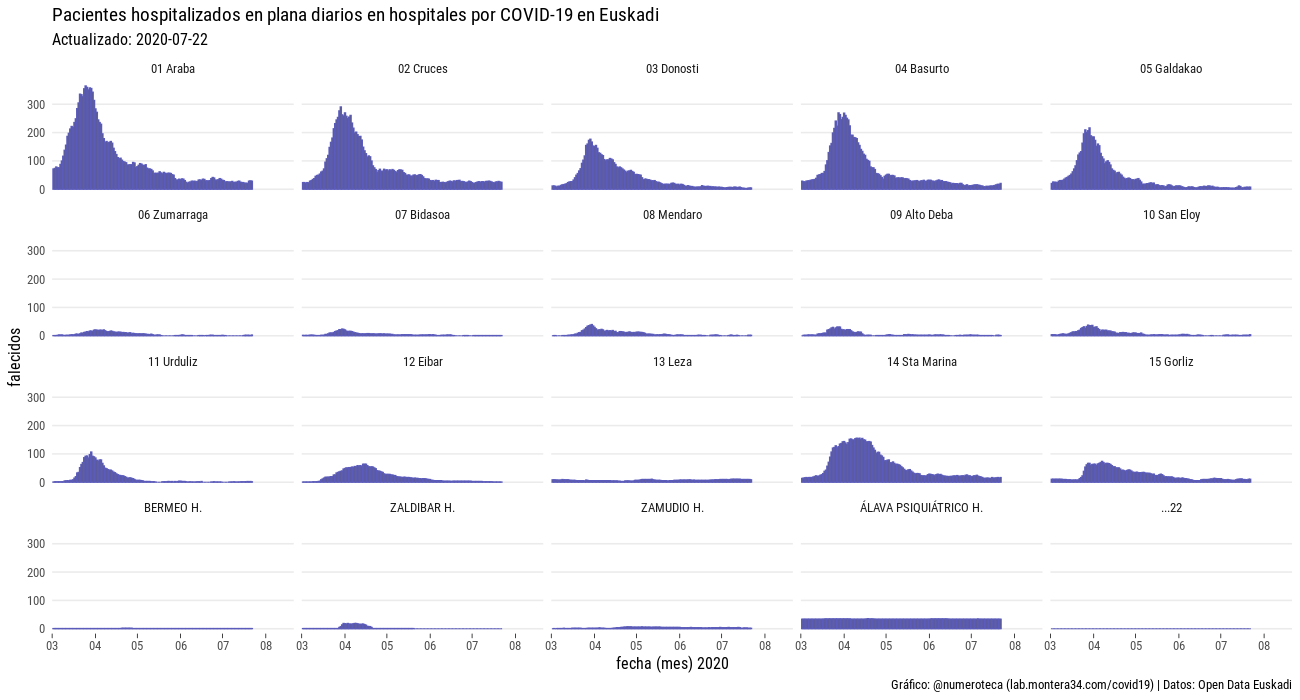 Pacientes hospitalizados en plana diarios en hospitales por COVID-19 en Euskadi
Actualizado: 2020-07-22
01 Araba 02 Cruces 03 Donosti 04 Basurto 05 Galdakao
300
200
100
0
06 Zumarraga 07 Bidasoa 08 Mendaro 09 Alto Deba 10 San Eloy
300
200
100
0
falecidos
11 Urduliz 12 Eibar 13 Leza 14 Sta Marina 15 Gorliz
300
200
100
0
BERMEO H. ZALDIBAR H. ZAMUDIO H. ÁLAVA PSIQUIÁTRICO H. ...22
300
200
100
0
03 04 05 06 07 08 03 04 05 06 07 08 03 04 05 06 07 08 03 04 05 06 07 08 03 04 05 06 07 08
fecha (mes) 2020
Gráfico: @numeroteca (lab.montera34.com/covid19) | Datos: Open Data Euskadi